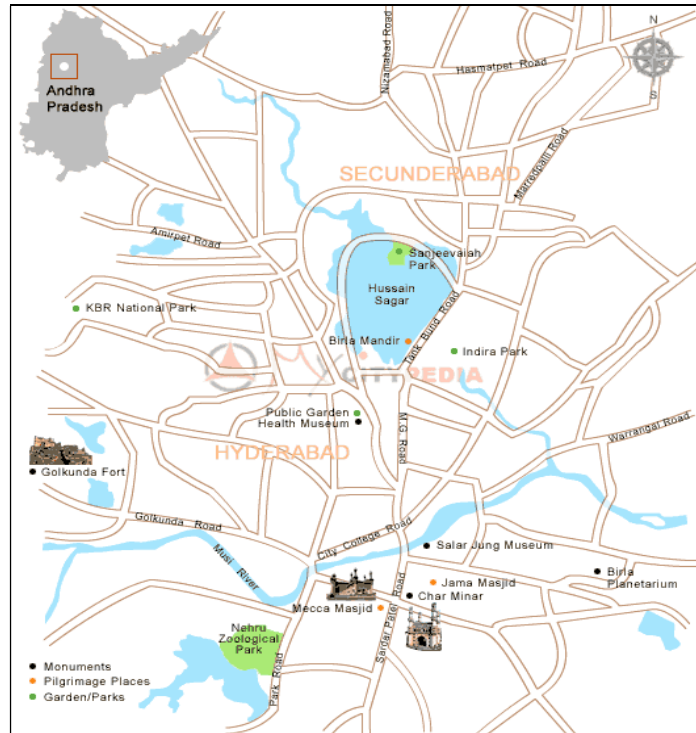 Andhra
Pradesh
N
S
Nizamabad Road
Hasmatpet Road
Marredpalli Road
SECUNDERABAD
Amirpet Road
Sanjeevaiah
Park
Hussain
Sagar
KBR National Park
Birla Mandir
Tank Bund Road
Indira Park
MY CITYPEDIA
Public Garden
Health Museum
M.G Road
HYDERABAD
Warrangal Road
Golkunda Fort
Golkunda Road
City College Road
Musi River
Salar Jung Museum
Birla
Planetarium
Jama Masjid
Char Minar
Mecca Masjid
Sardar Patel Road
Nehru
Zoological
Park
Park Road
Monuments
Pilgrimage Places
Garden/Parks